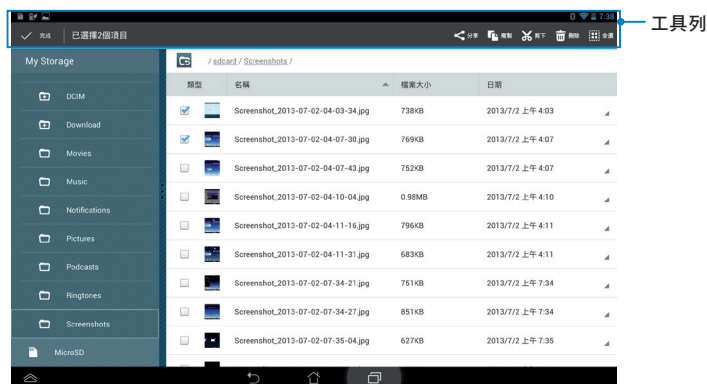 7:38
工具列
完成 已選擇2個項目 分享 複製 剪下 刪除 全選
My Storage / sdcard / Screenshots /
類型 名稱 檔案大小 日期
DCIM
Download
Movies
Music
Notifications
Pictures
Podcasts
Ringtones
Screenshots
MicroSD
Screenshot_2013-07-02-04-03-34.jpg 738KB 2013/7/2 上午 4:03
Screenshot_2013-07-02-04-07-30.jpg 769KB 2013/7/2 上午 4:07
Screenshot_2013-07-02-04-07-43.jpg 752KB 2013/7/2 上午 4:07
Screenshot_2013-07-02-04-10-04.jpg 0.98MB 2013/7/2 上午 4:10
Screenshot_2013-07-02-04-11-16.jpg 796KB 2013/7/2 上午 4:11
Screenshot_2013-07-02-04-11-31.jpg 683KB 2013/7/2 上午 4:11
Screenshot_2013-07-02-07-34-21.jpg 751KB 2013/7/2 上午 7:34
Screenshot_2013-07-02-07-34-27.jpg 851KB 2013/7/2 上午 7:34
Screenshot_2013-07-02-07-35-04.jpg 627KB 2013/7/2 上午 7:35